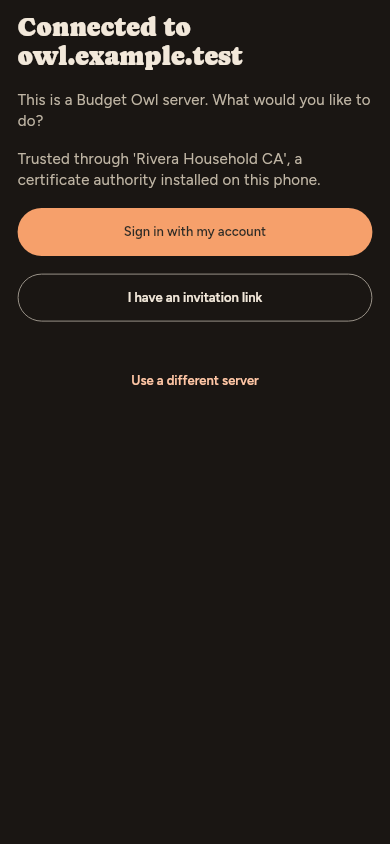 Connected to
owl.example.test
This is a Budget Owl server. What would you like to
do?
Trusted through 'Rivera Household CA', a
certificate authority installed on this phone.
Sign in with my account
I have an invitation link
Use a different server